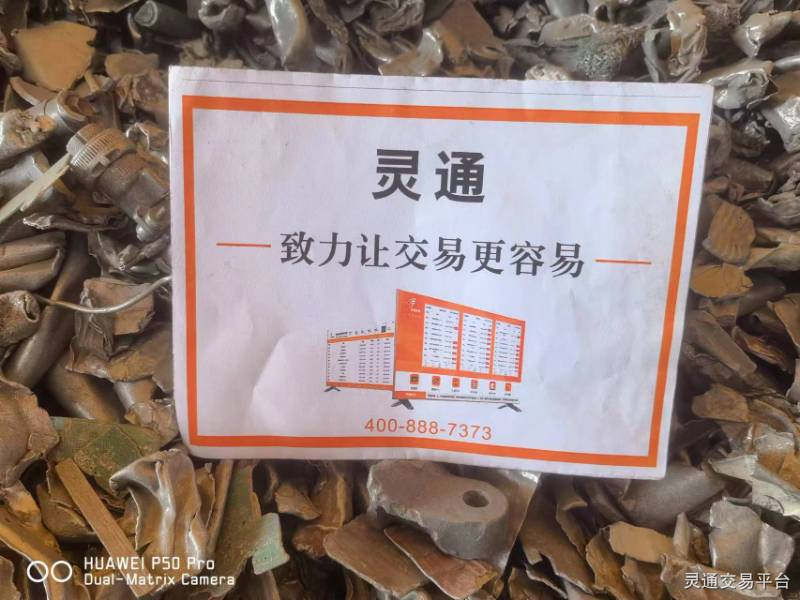 灵通
致力让交易更容易
400-888-7373
HUAWEI P50 Pro
Dual-Matrix Camera
灵通交易平台